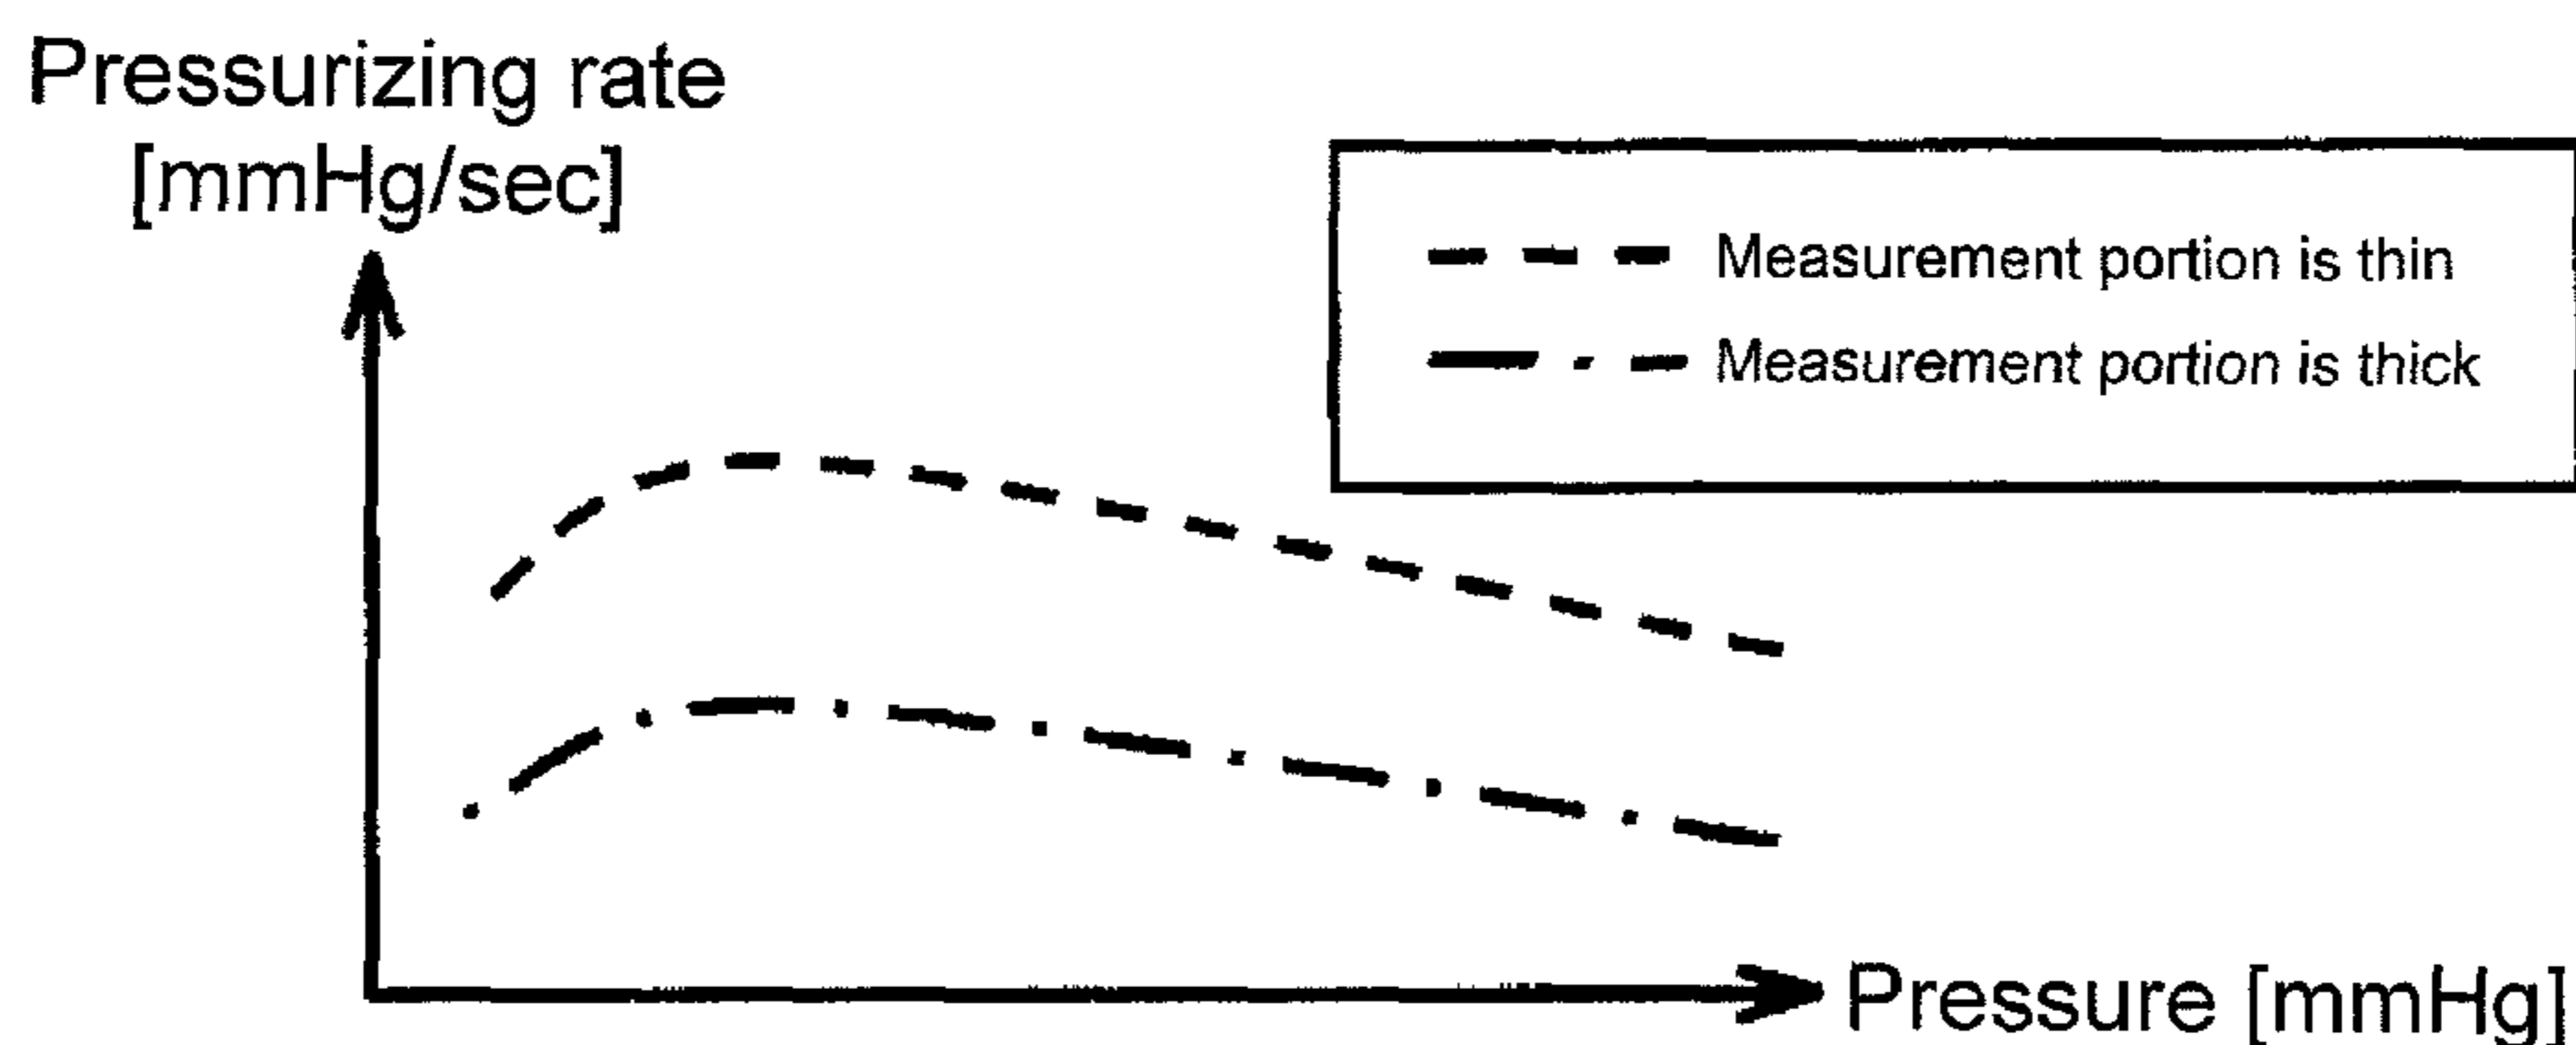 Pressurizing rate
[mmHg/sec]
Measurement portion is thin
Measurement portion is thick
Pressure [mmHg]